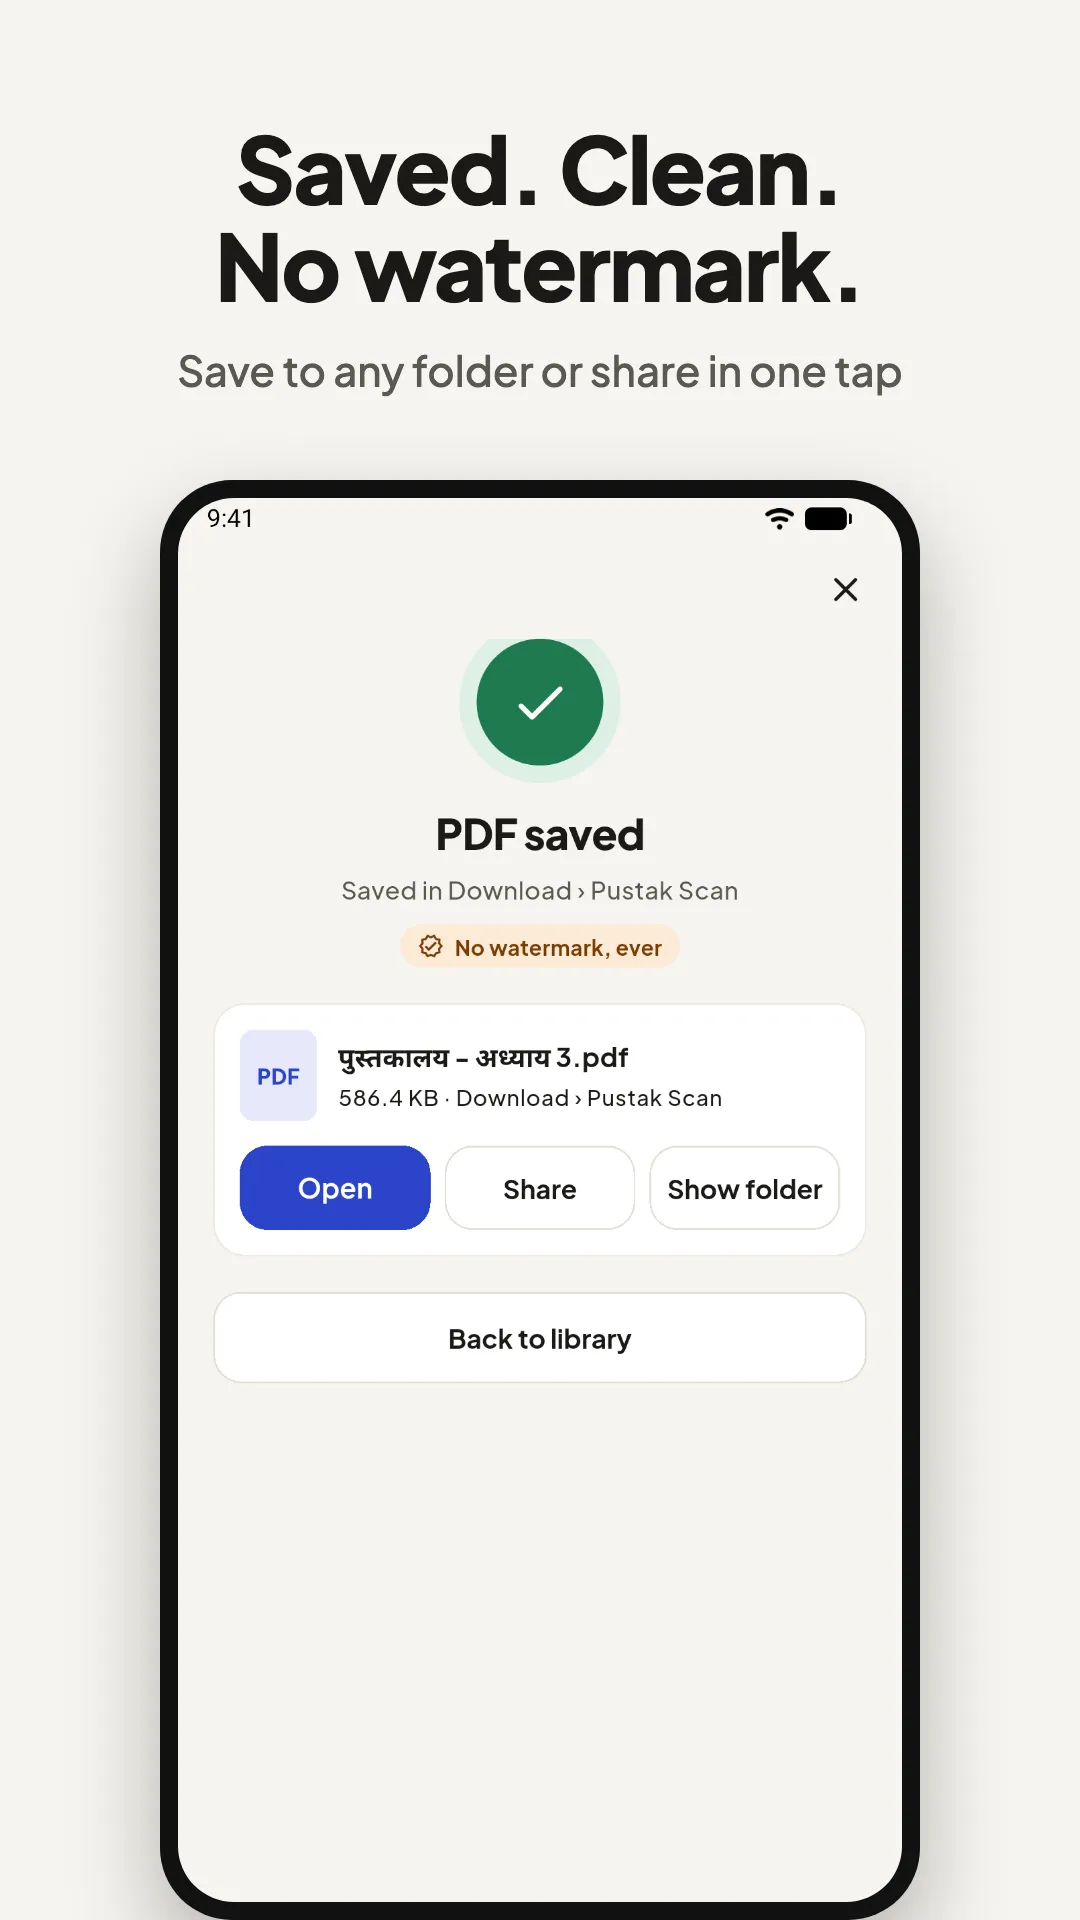 Saved. Clean.
No watermark.
Save to any folder or share in one tap
9:41
PDF saved
Saved in Download › Pustak Scan
No watermark, ever
PDF
पुस्तकालय – अध्याय 3.pdf
586.4 KB · Download › Pustak Scan
Open
Share
Show folder
Back to library